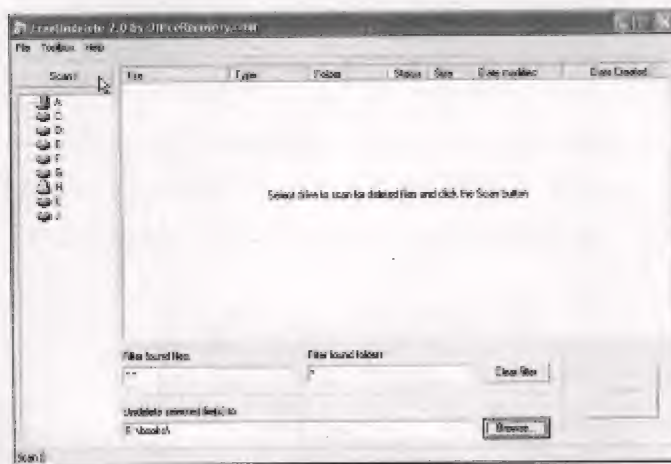 FreeUndelete 2.0 by OfficeRecovery.com
File Toolbox Help
Scan
File Type Folder Status Size Date modified Date Created
A:
C:
D:
E:
F:
G:
H:
Select drive to scan for deleted files and click the Scan button
Filter found files:
Filter found folders:
*.*
*
Clear filter
Undelete selected file(s) to
Browse...